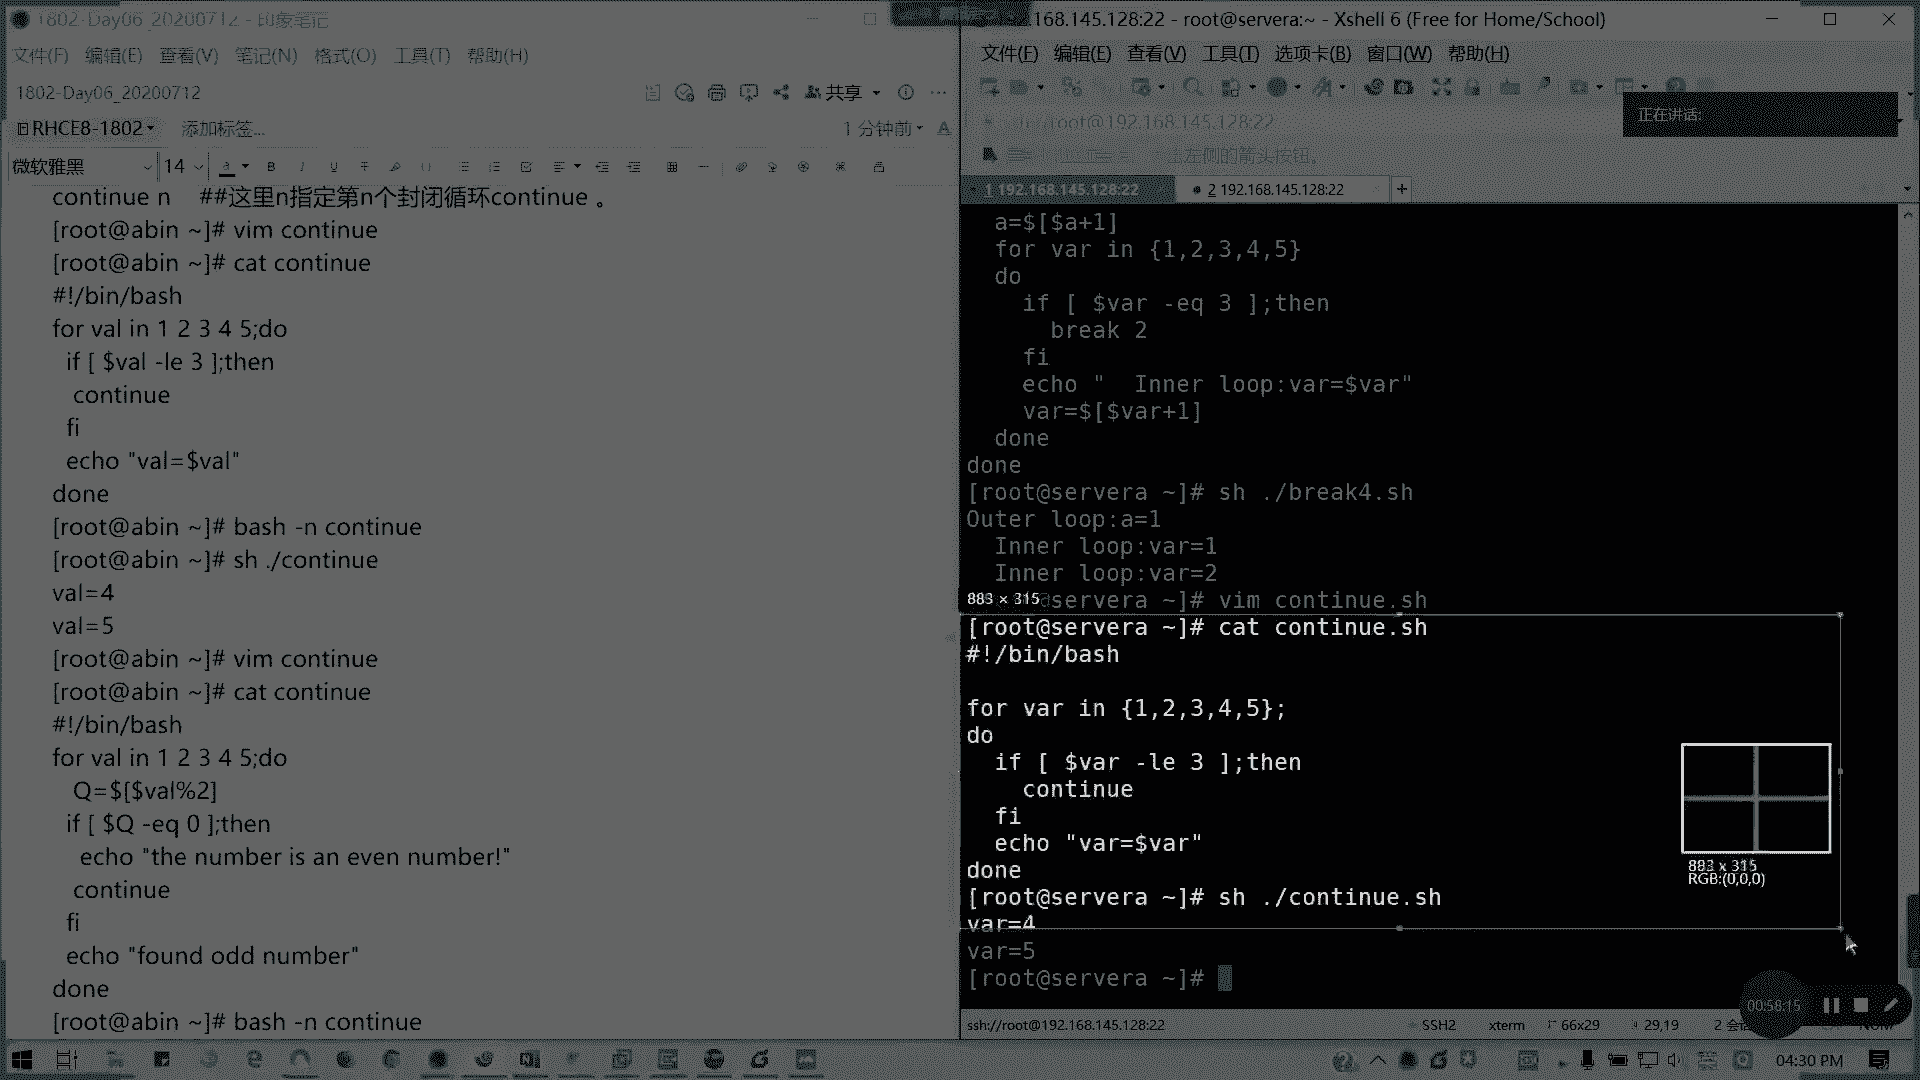 1802-Day06_20200712 - 印象笔记
文件(F) 编辑(E) 查看(V) 笔记(N) 格式(O) 工具(T) 帮助(H)
1802-Day06_20200712
共享
RHCE8-1802
添加标签...
1 分钟前
微软雅黑
14
continue n ##这里n指定第n个封闭循环continue 。
[root@abin ~]# vim continue
[root@abin ~]# cat continue
#!/bin/bash
for val in 1 2 3 4 5;do
if [ $val -le 3 ];then
continue
fi
echo "val=$val"
done
[root@abin ~]# bash -n continue
[root@abin ~]# sh ./continue
val=4
val=5
[root@abin ~]# vim continue
[root@abin ~]# cat continue
#!/bin/bash
for val in 1 2 3 4 5;do
Q=$[$val%2]
if [ $Q -eq 0 ];then
echo "the number is an even number!"
continue
fi
echo "found odd number"
done
[root@abin ~]# bash -n continue
168.145.128:22 - root@servera:~ - Xshell 6 (Free for Home/School)
文件(F) 编辑(E) 查看(V) 工具(T) 选项卡(B) 窗口(W) 帮助(H)
正在讲话:
root@192.168.145.128:22
左侧的箭头按钮。
1 192.168.145.128:22
2 192.168.145.128:22
a=$[$a+1]
for var in {1,2,3,4,5}
do
if [ $var -eq 3 ];then
break 2
fi
echo "  Inner loop:var=$var"
var=$[$var+1]
done
done
[root@servera ~]# sh ./break4.sh
Outer loop:a=1
Inner loop:var=1
Inner loop:var=2
883 × 315
servera ~]# vim continue.sh
[root@servera ~]# cat continue.sh
#!/bin/bash
for var in {1,2,3,4,5};
do
if [ $var -le 3 ];then
continue
fi
echo "var=$var"
done
[root@servera ~]# sh ./continue.sh
var=4
var=5
[root@servera ~]#
883 x 315
RGB:(0,0,0)
00:58:15
ssh://root@192.168.145.128:22
SSH2
xterm
66x29
29,19
04:30 PM